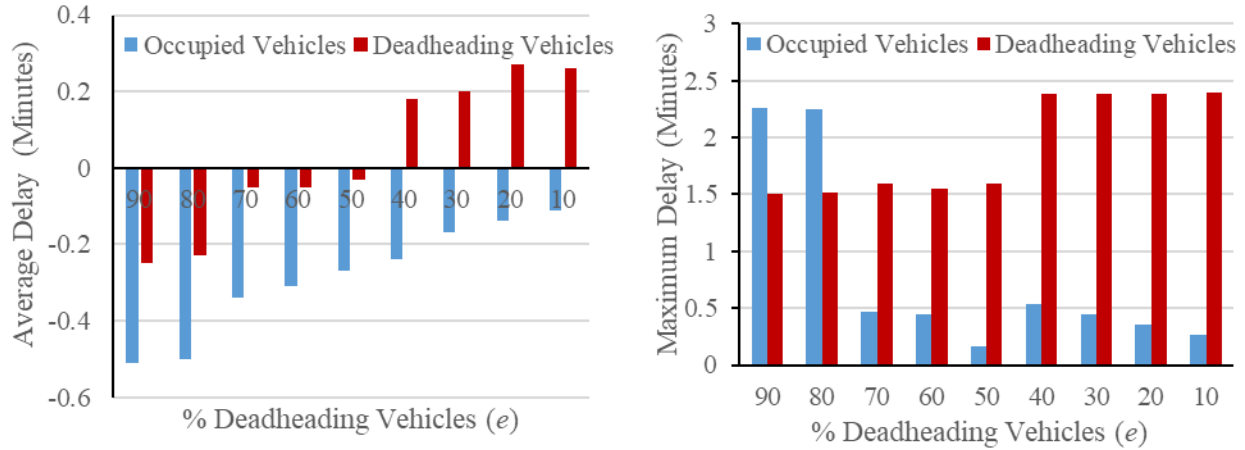 0.4
Occupied Vehicles Deadheading Vehicles
0.2
0
90 80 70 60 50 40 30 20 10
-0.2
-0.4
-0.6
Average Delay (Minutes)
% Deadheading Vehicles (e)
3
Occupied Vehicles Deadheading Vehicles
2.5
2
1.5
1
0.5
0
Maximum Delay (Minutes)
90 80 70 60 50 40 30 20 10
% Deadheading Vehicles (e)